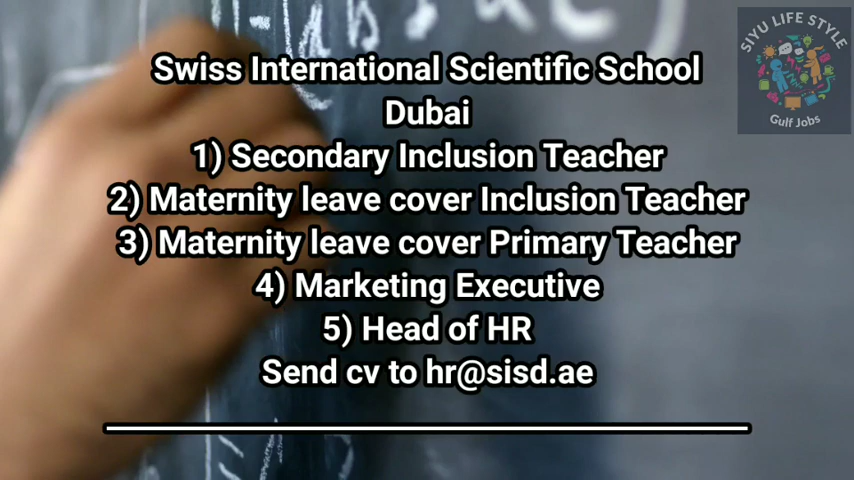 SIYU LIFE STYLE
Gulf Jobs
Swiss International Scientific School
Dubai
1) Secondary Inclusion Teacher
2) Maternity leave cover Inclusion Teacher
3) Maternity leave cover Primary Teacher
4) Marketing Executive
5) Head of HR
Send cv to hr@sisd.ae